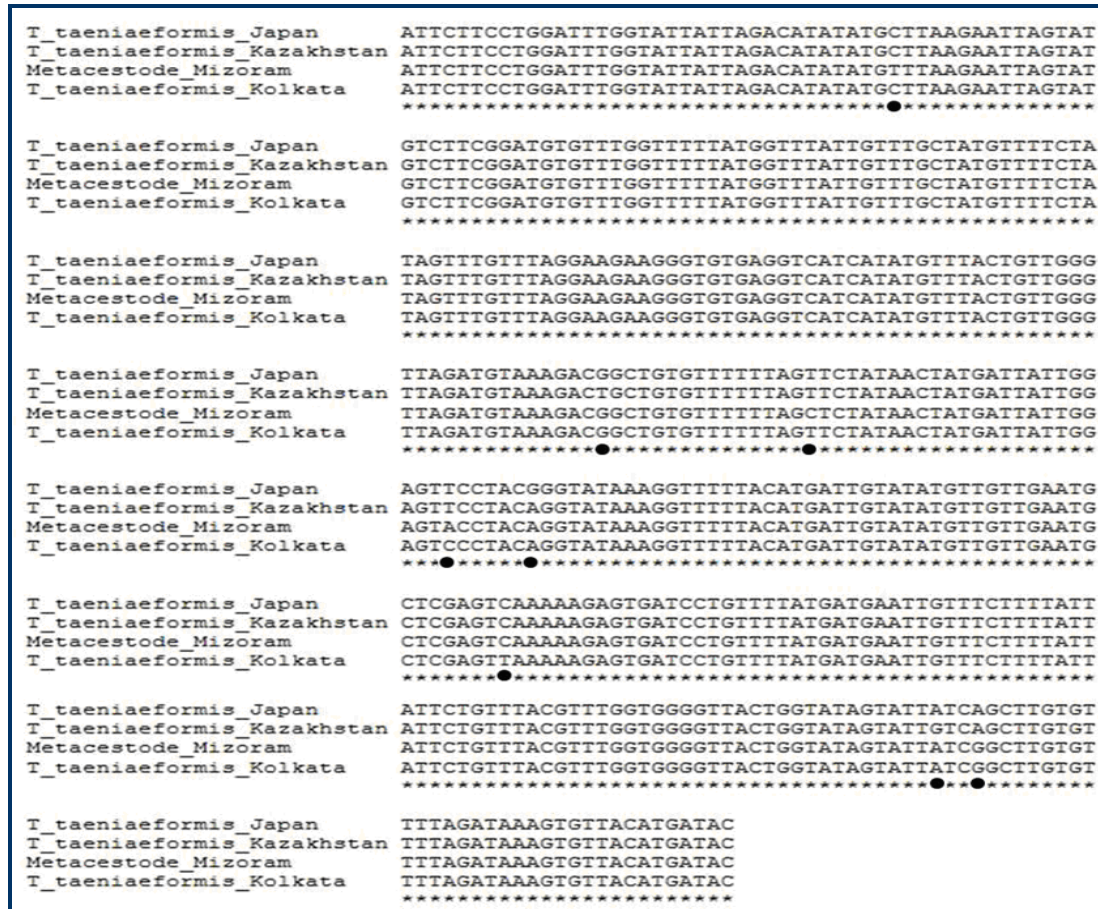 T_taeniaeformis_Japan ATTCTTCCTGGATTTGGTATTATTAGACATATATGCTTAAGAATTAGTAT
T_taeniaeformis_Kazakhstan ATTCTTCCTGGATTTGGTATTATTAGACATATATGCTTAAGAATTAGTAT
Metacestode_Mizoram ATTCTTCCTGGATTTGGTATTATTAGACATATATGTTTAAGAATTAGTAT
T_taeniaeformis_Kolkata ATTCTTCCTGGATTTGGTATTATTAGACATATATGCTTAAGAATTAGTAT
***********************************●**************
T_taeniaeformis_Japan GTCTTCGGATGTGTTTGGTTTTTATGGTTTATTGTTTGCTATGTTTTCTA
T_taeniaeformis_Kazakhstan GTCTTCGGATGTGTTTGGTTTTTATGGTTTATTGTTTGCTATGTTTTCTA
Metacestode_Mizoram GTCTTCGGATGTGTTTGGTTTTTATGGTTTATTGTTTGCTATGTTTTCTA
T_taeniaeformis_Kolkata GTCTTCGGATGTGTTTGGTTTTTATGGTTTATTGTTTGCTATGTTTTCTA
**************************************************
T_taeniaeformis_Japan TAGTTTGTTTAGGAAGAAGGGTGTGAGGTCATCATATGTTTACTGTTGGG
T_taeniaeformis_Kazakhstan TAGTTTGTTTAGGAAGAAGGGTGTGAGGTCATCATATGTTTACTGTTGGG
Metacestode_Mizoram TAGTTTGTTTAGGAAGAAGGGTGTGAGGTCATCATATGTTTACTGTTGGG
T_taeniaeformis_Kolkata TAGTTTGTTTAGGAAGAAGGGTGTGAGGTCATCATATGTTTACTGTTGGG
**************************************************
T_taeniaeformis_Japan TTAGATGTAAAGACGGCTGTGTTTTTTAGTTCTATAACTATGATTATTGG
T_taeniaeformis_Kazakhstan TTAGATGTAAAGACTGCTGTGTTTTTTAGTTCTATAACTATGATTATTGG
Metacestode_Mizoram TTAGATGTAAAGACGGCTGTGTTTTTTAGCTCTATAACTATGATTATTGG
T_taeniaeformis_Kolkata TTAGATGTAAAGACGGCTGTGTTTTTTAGTTCTATAACTATGATTATTGG
**************●**************●********************
T_taeniaeformis_Japan AGTTCCTACGGGTATAAAGGTTTTTACATGATTGTATATGTTGTTGAATG
T_taeniaeformis_Kazakhstan AGTTCCTACAGGTATAAAGGTTTTTACATGATTGTATATGTTGTTGAATG
Metacestode_Mizoram AGTACCTACAGGTATAAAGGTTTTTACATGATTGTATATGTTGTTGAATG
T_taeniaeformis_Kolkata AGTCCCTACAGGTATAAAGGTTTTTACATGATTGTATATGTTGTTGAATG
***●*****●****************************************
T_taeniaeformis_Japan CTCGAGTCAAAAAGAGTGATCCTGTTTTATGATGAATTGTTTCTTTTATT
T_taeniaeformis_Kazakhstan CTCGAGTCAAAAAGAGTGATCCTGTTTTATGATGAATTGTTTCTTTTATT
Metacestode_Mizoram CTCGAGTCAAAAAGAGTGATCCTGTTTTATGATGAATTGTTTCTTTTATT
T_taeniaeformis_Kolkata CTCGAGTTAAAAAGAGTGATCCTGTTTTATGATGAATTGTTTCTTTTATT
*******●******************************************
T_taeniaeformis_Japan ATTCTGTTTACGTTTGGTGGGGTTACTGGTATAGTATTATCAGCTTGTGT
T_taeniaeformis_Kazakhstan ATTCTGTTTACGTTTGGTGGGGTTACTGGTATAGTATTGTCAGCTTGTGT
Metacestode_Mizoram ATTCTGTTTACGTTTGGTGGGGTTACTGGTATAGTATTATCGGCTTGTGT
T_taeniaeformis_Kolkata ATTCTGTTTACGTTTGGTGGGGTTACTGGTATAGTATTATCGGCTTGTGT
**************************************●**●********
T_taeniaeformis_Japan TTTAGATAAAGTGTTACATGATAC
T_taeniaeformis_Kazakhstan TTTAGATAAAGTGTTACATGATAC
Metacestode_Mizoram TTTAGATAAAGTGTTACATGATAC
T_taeniaeformis_Kolkata TTTAGATAAAGTGTTACATGATAC
************************